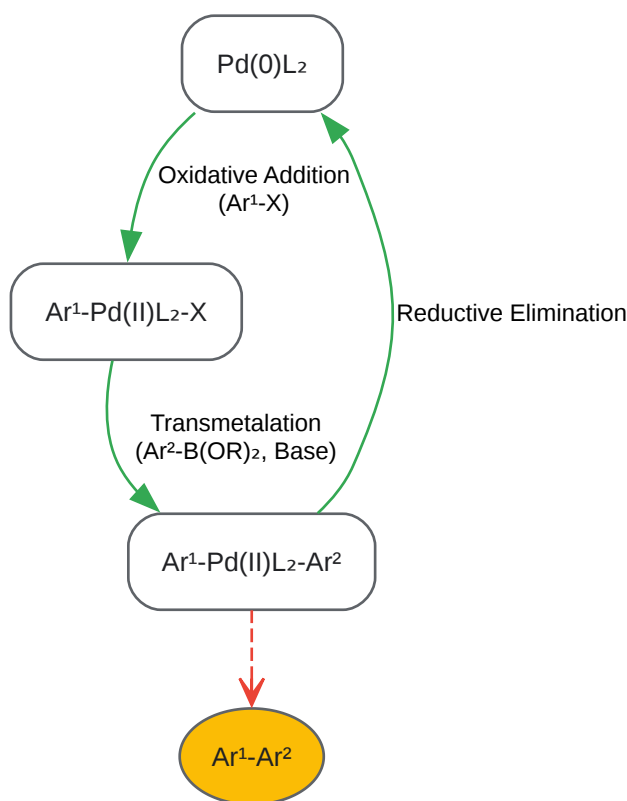 Pd(0)L₂
Oxidative Addition
(Ar¹-X)
Ar¹-Pd(II)L₂-X
Reductive Elimination
Transmetalation
(Ar²-B(OR)₂, Base)
Ar¹-Pd(II)L₂-Ar²
Ar¹-Ar²